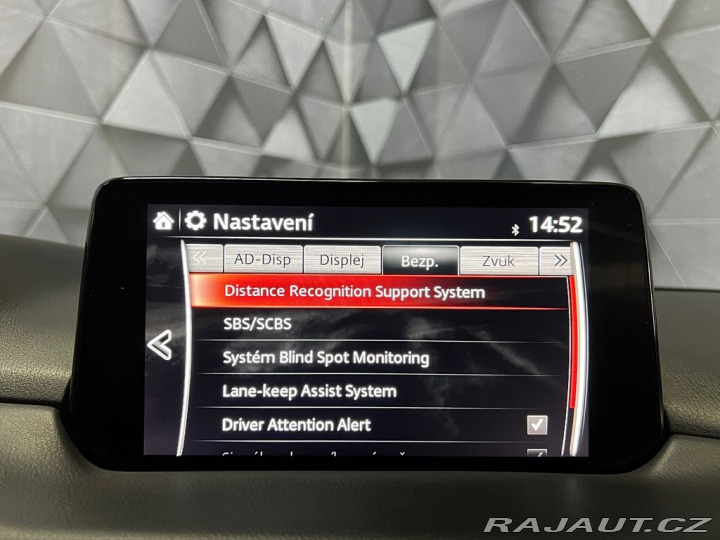 Nastavení 14:52
AD-Disp Displej Bezp. Zvuk
Distance Recognition Support System
SBS/SCBS
Systém Blind Spot Monitoring
Lane-keep Assist System
Driver Attention Alert
RAJAUT.CZ